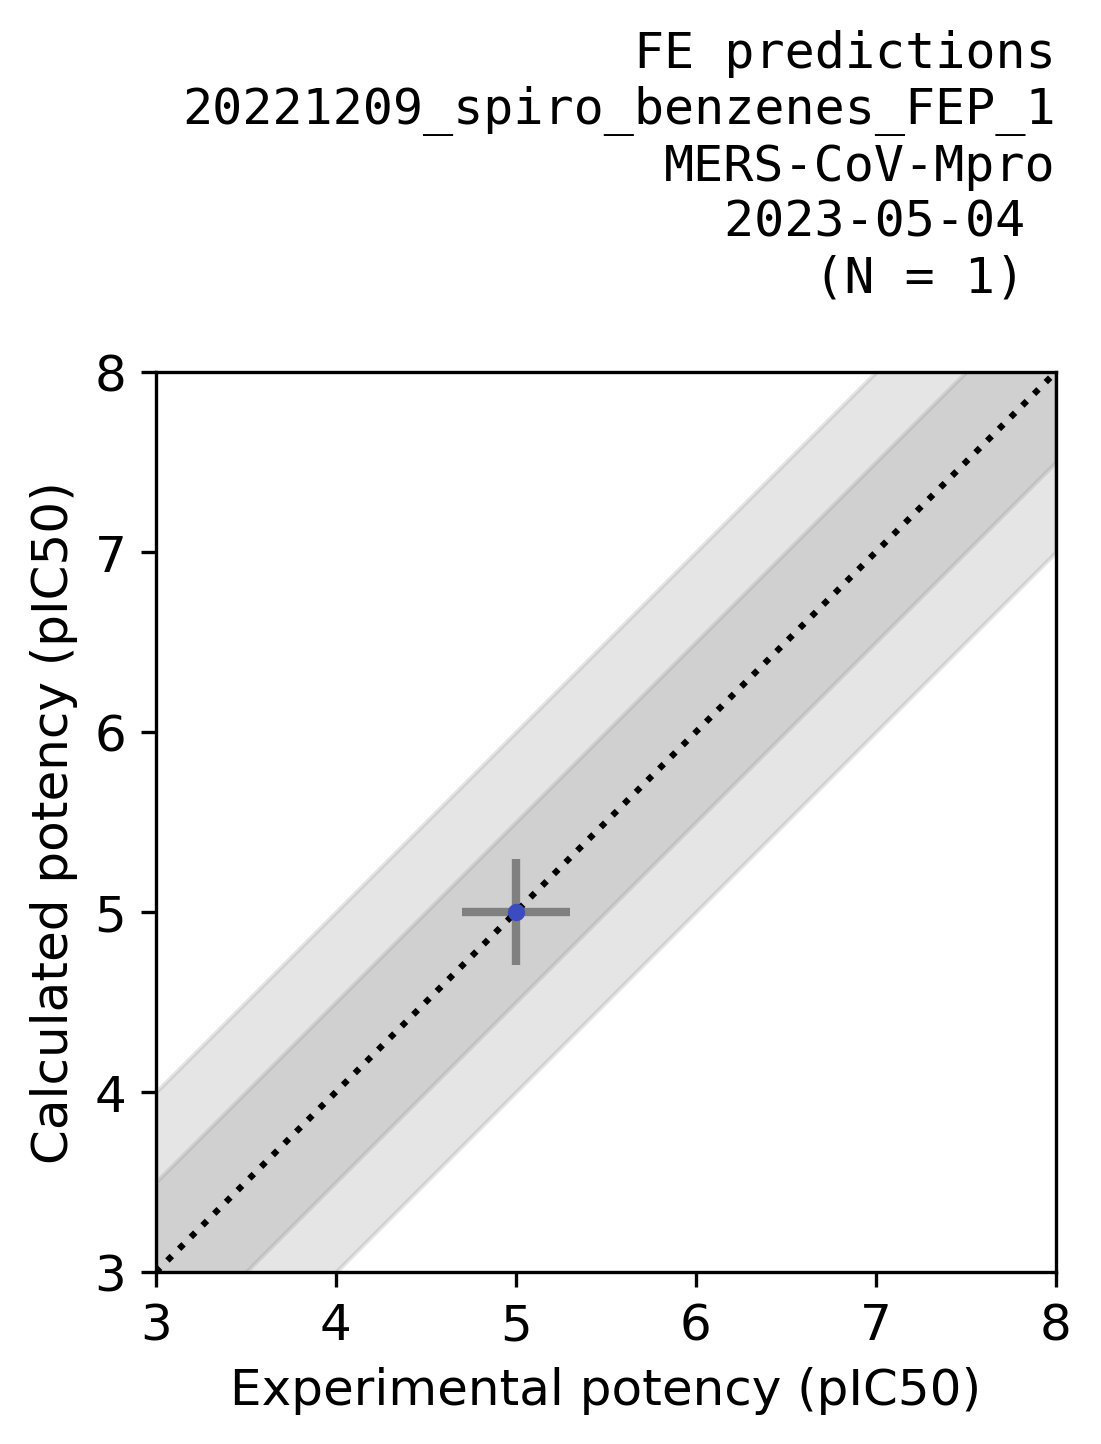 FE predictions
20221209_spiro_benzenes_FEP_1
MERS-CoV-Mpro
2023-05-04
(N = 1)
8
7
6
5
4
3
Calculated potency (pIC50)
3 4 5 6 7 8
Experimental potency (pIC50)